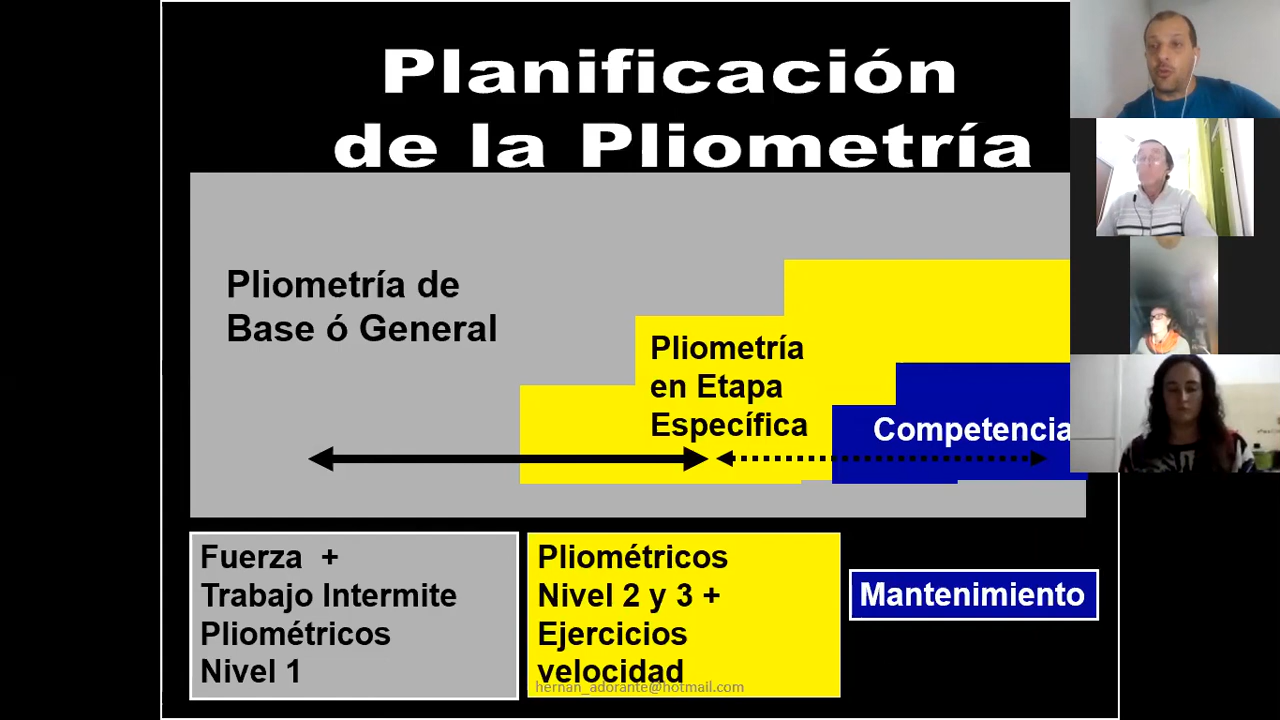 Planificación
de la Pliometría
Pliometría de
Base ó General
Pliometría
en Etapa
Específica
Competencia
Fuerza +
Trabajo Intermite
Pliométricos
Nivel 1
Pliométricos
Nivel 2 y 3 +
Ejercicios
velocidad
hernan_adorante@hotmail.com
Mantenimiento